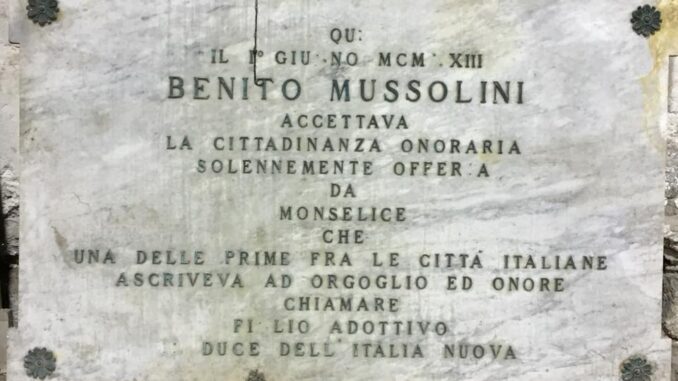 QU:
IL I° GIU NO MCM XIII
BENITO MUSSOLINI
ACCETTAVA
LA CITTADINANZA ONORARIA
SOLENNEMENTE OFFER A
DA
MONSELICE
CHE
UNA DELLE PRIME FRA LE CITTÀ ITALIANE
ASCRIVEVA AD ORGOGLIO ED ONORE
CHIAMARE
FI LIO ADOTTIVO
DUCE DELL'ITALIA NUOVA